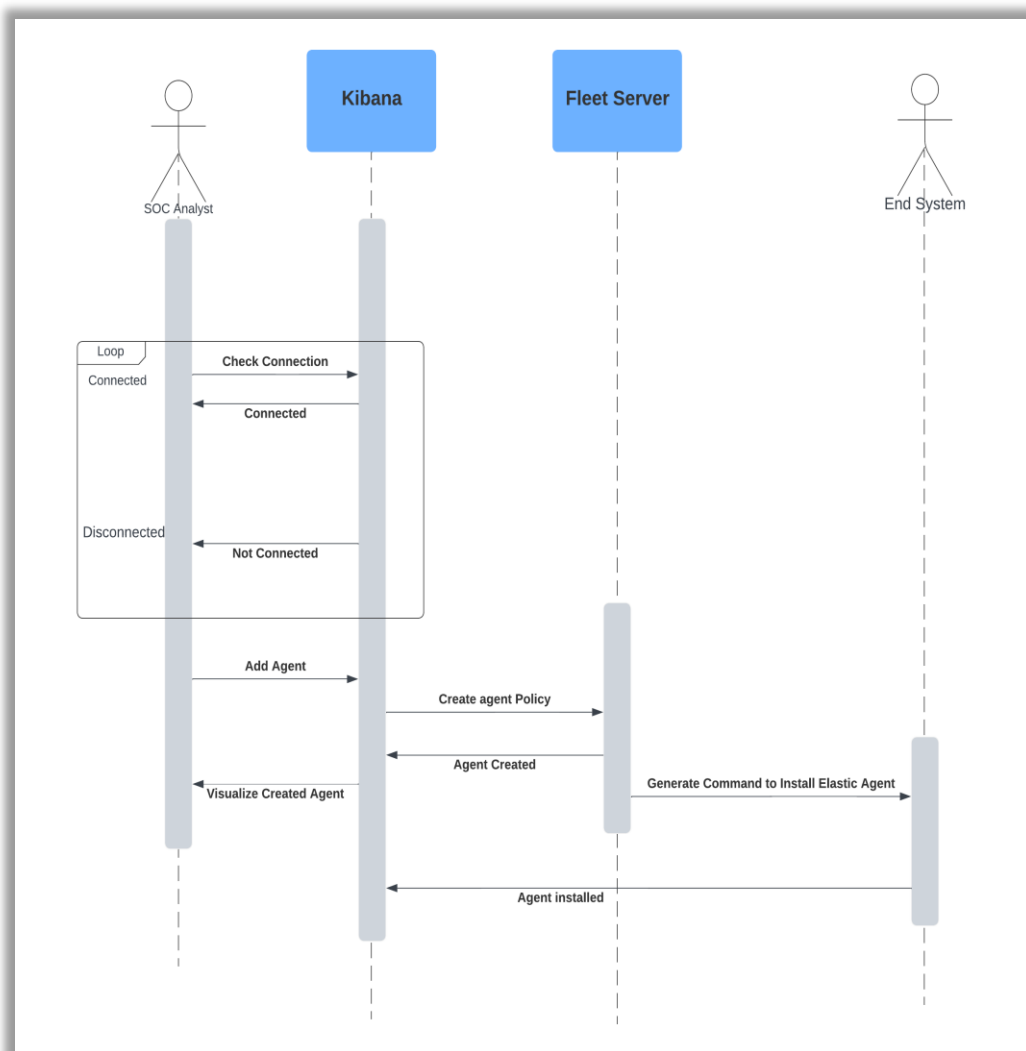 Kibana
Fleet Server
SOC Analyst
End System
Loop
Connected
Check Connection
Connected
Disconnected
Not Connected
Add Agent
Create agent Policy
Agent Created
Visualize Created Agent
Generate Command to Install Elastic Agent
Agent installed